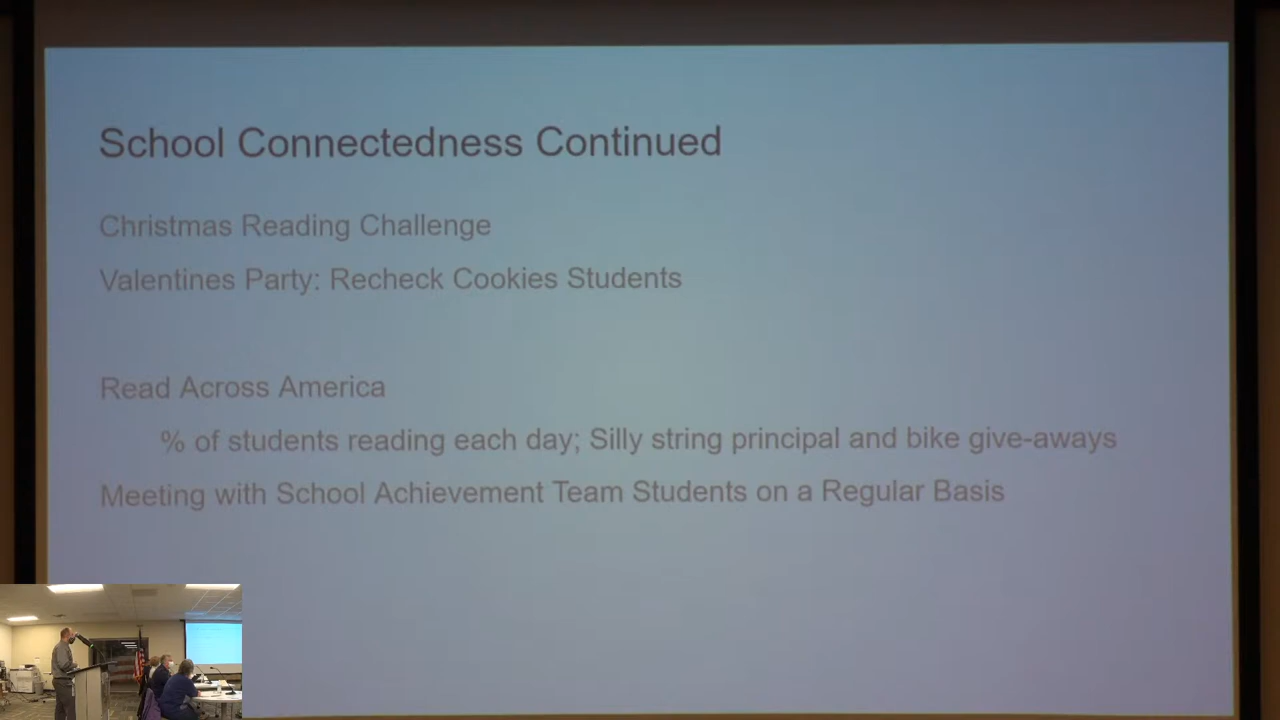 School Connectedness Continued
Christmas Reading Challenge
Valentines Party: Recheck Cookies Students
Read Across America
% of students reading each day; Silly string principal and bike give-aways
Meeting with School Achievement Team Students on a Regular Basis